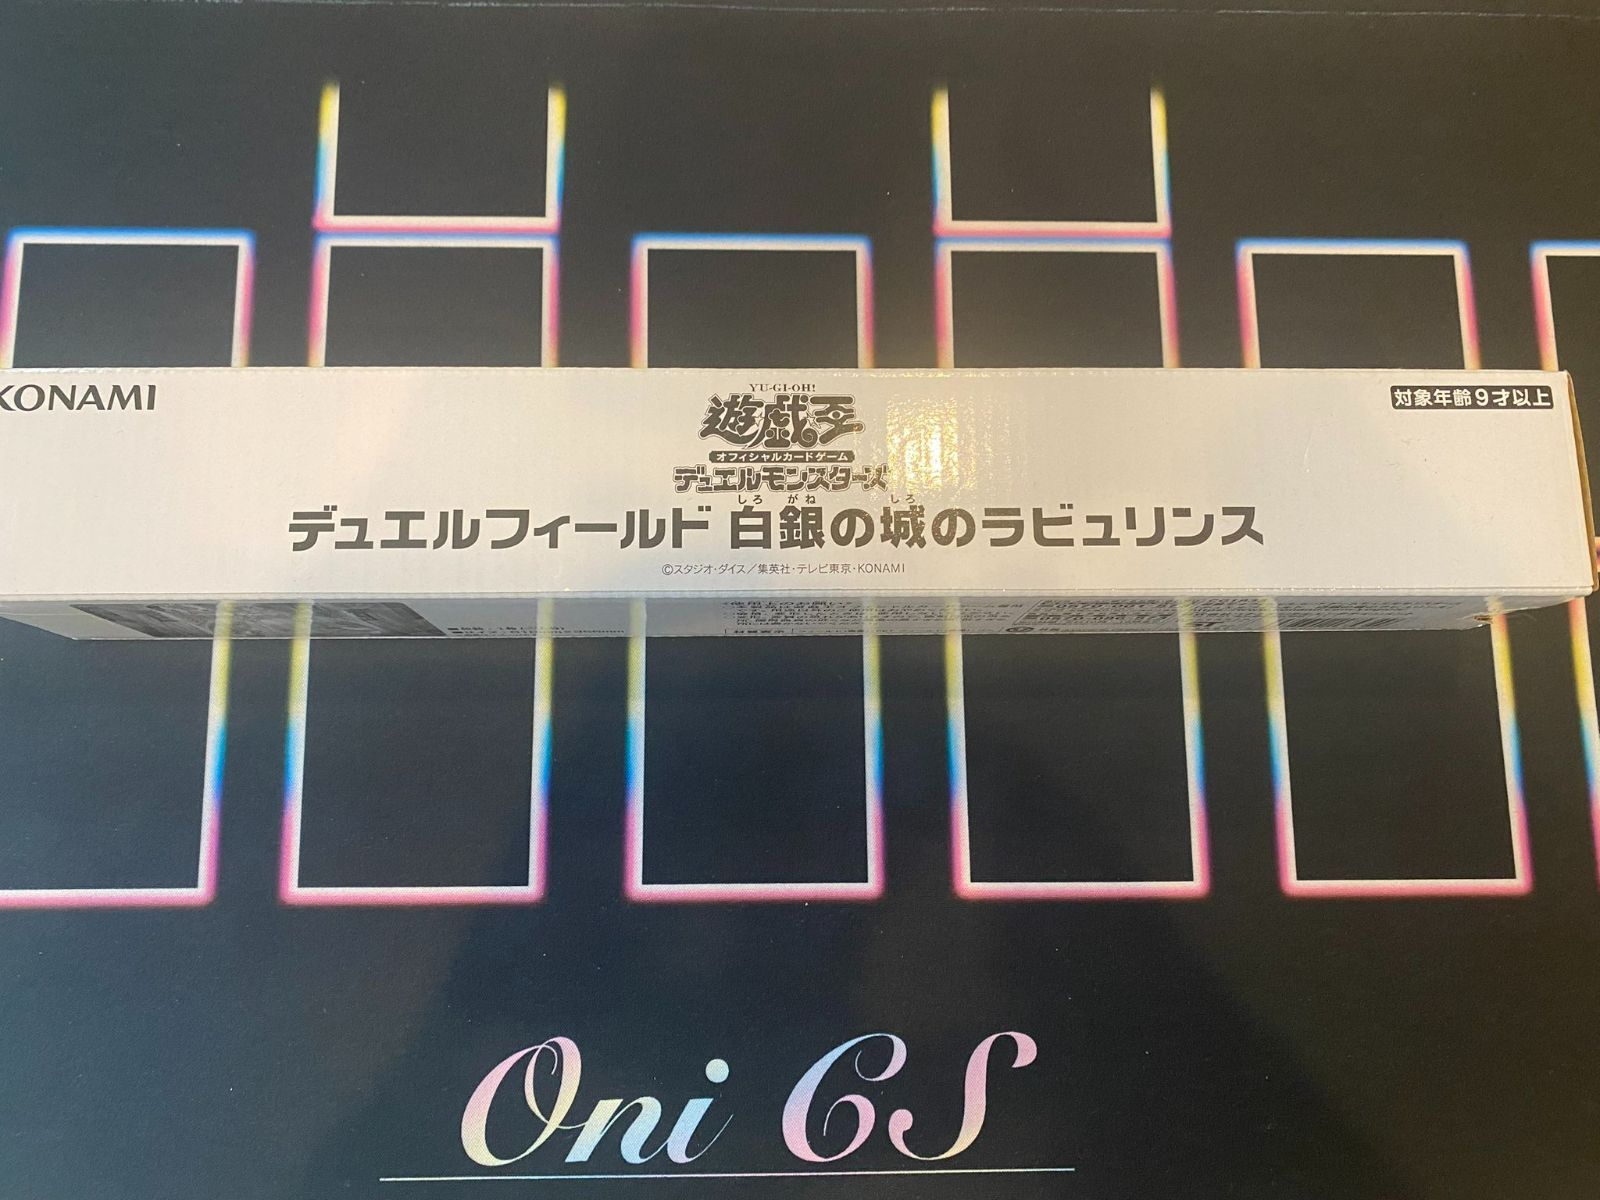 KONAMI
YU-GI-OH!
遊戯王
オフィシャルカードゲーム
デュエルモンスターズ
対象年齢9才以上
しろ がね しろ
デュエルフィールド 白銀の城のラビュリンス
©スタジオ・ダイス/集英社・テレビ東京・KONAMI
Oni CS